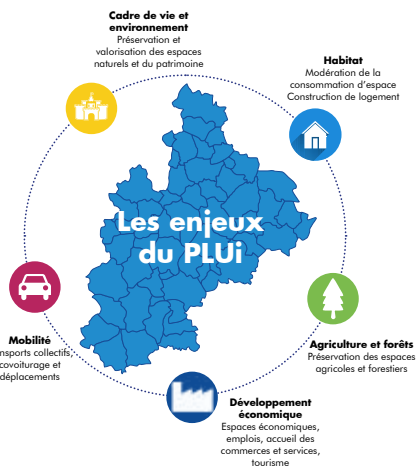 Cadre de vie et
environnement
Préservation et
valorisation des espaces
naturels et du patrimoine
Habitat
Modération de la
consommation d'espace
Construction de logement
Les enjeux
du PLUi
Agriculture et forêts
Préservation des espaces
agricoles et forestiers
Mobilité
nsports collectifs,
covoiturage et
déplacements
Développement
économique
Espaces économiques,
emplois, accueil des
commerces et services,
tourisme